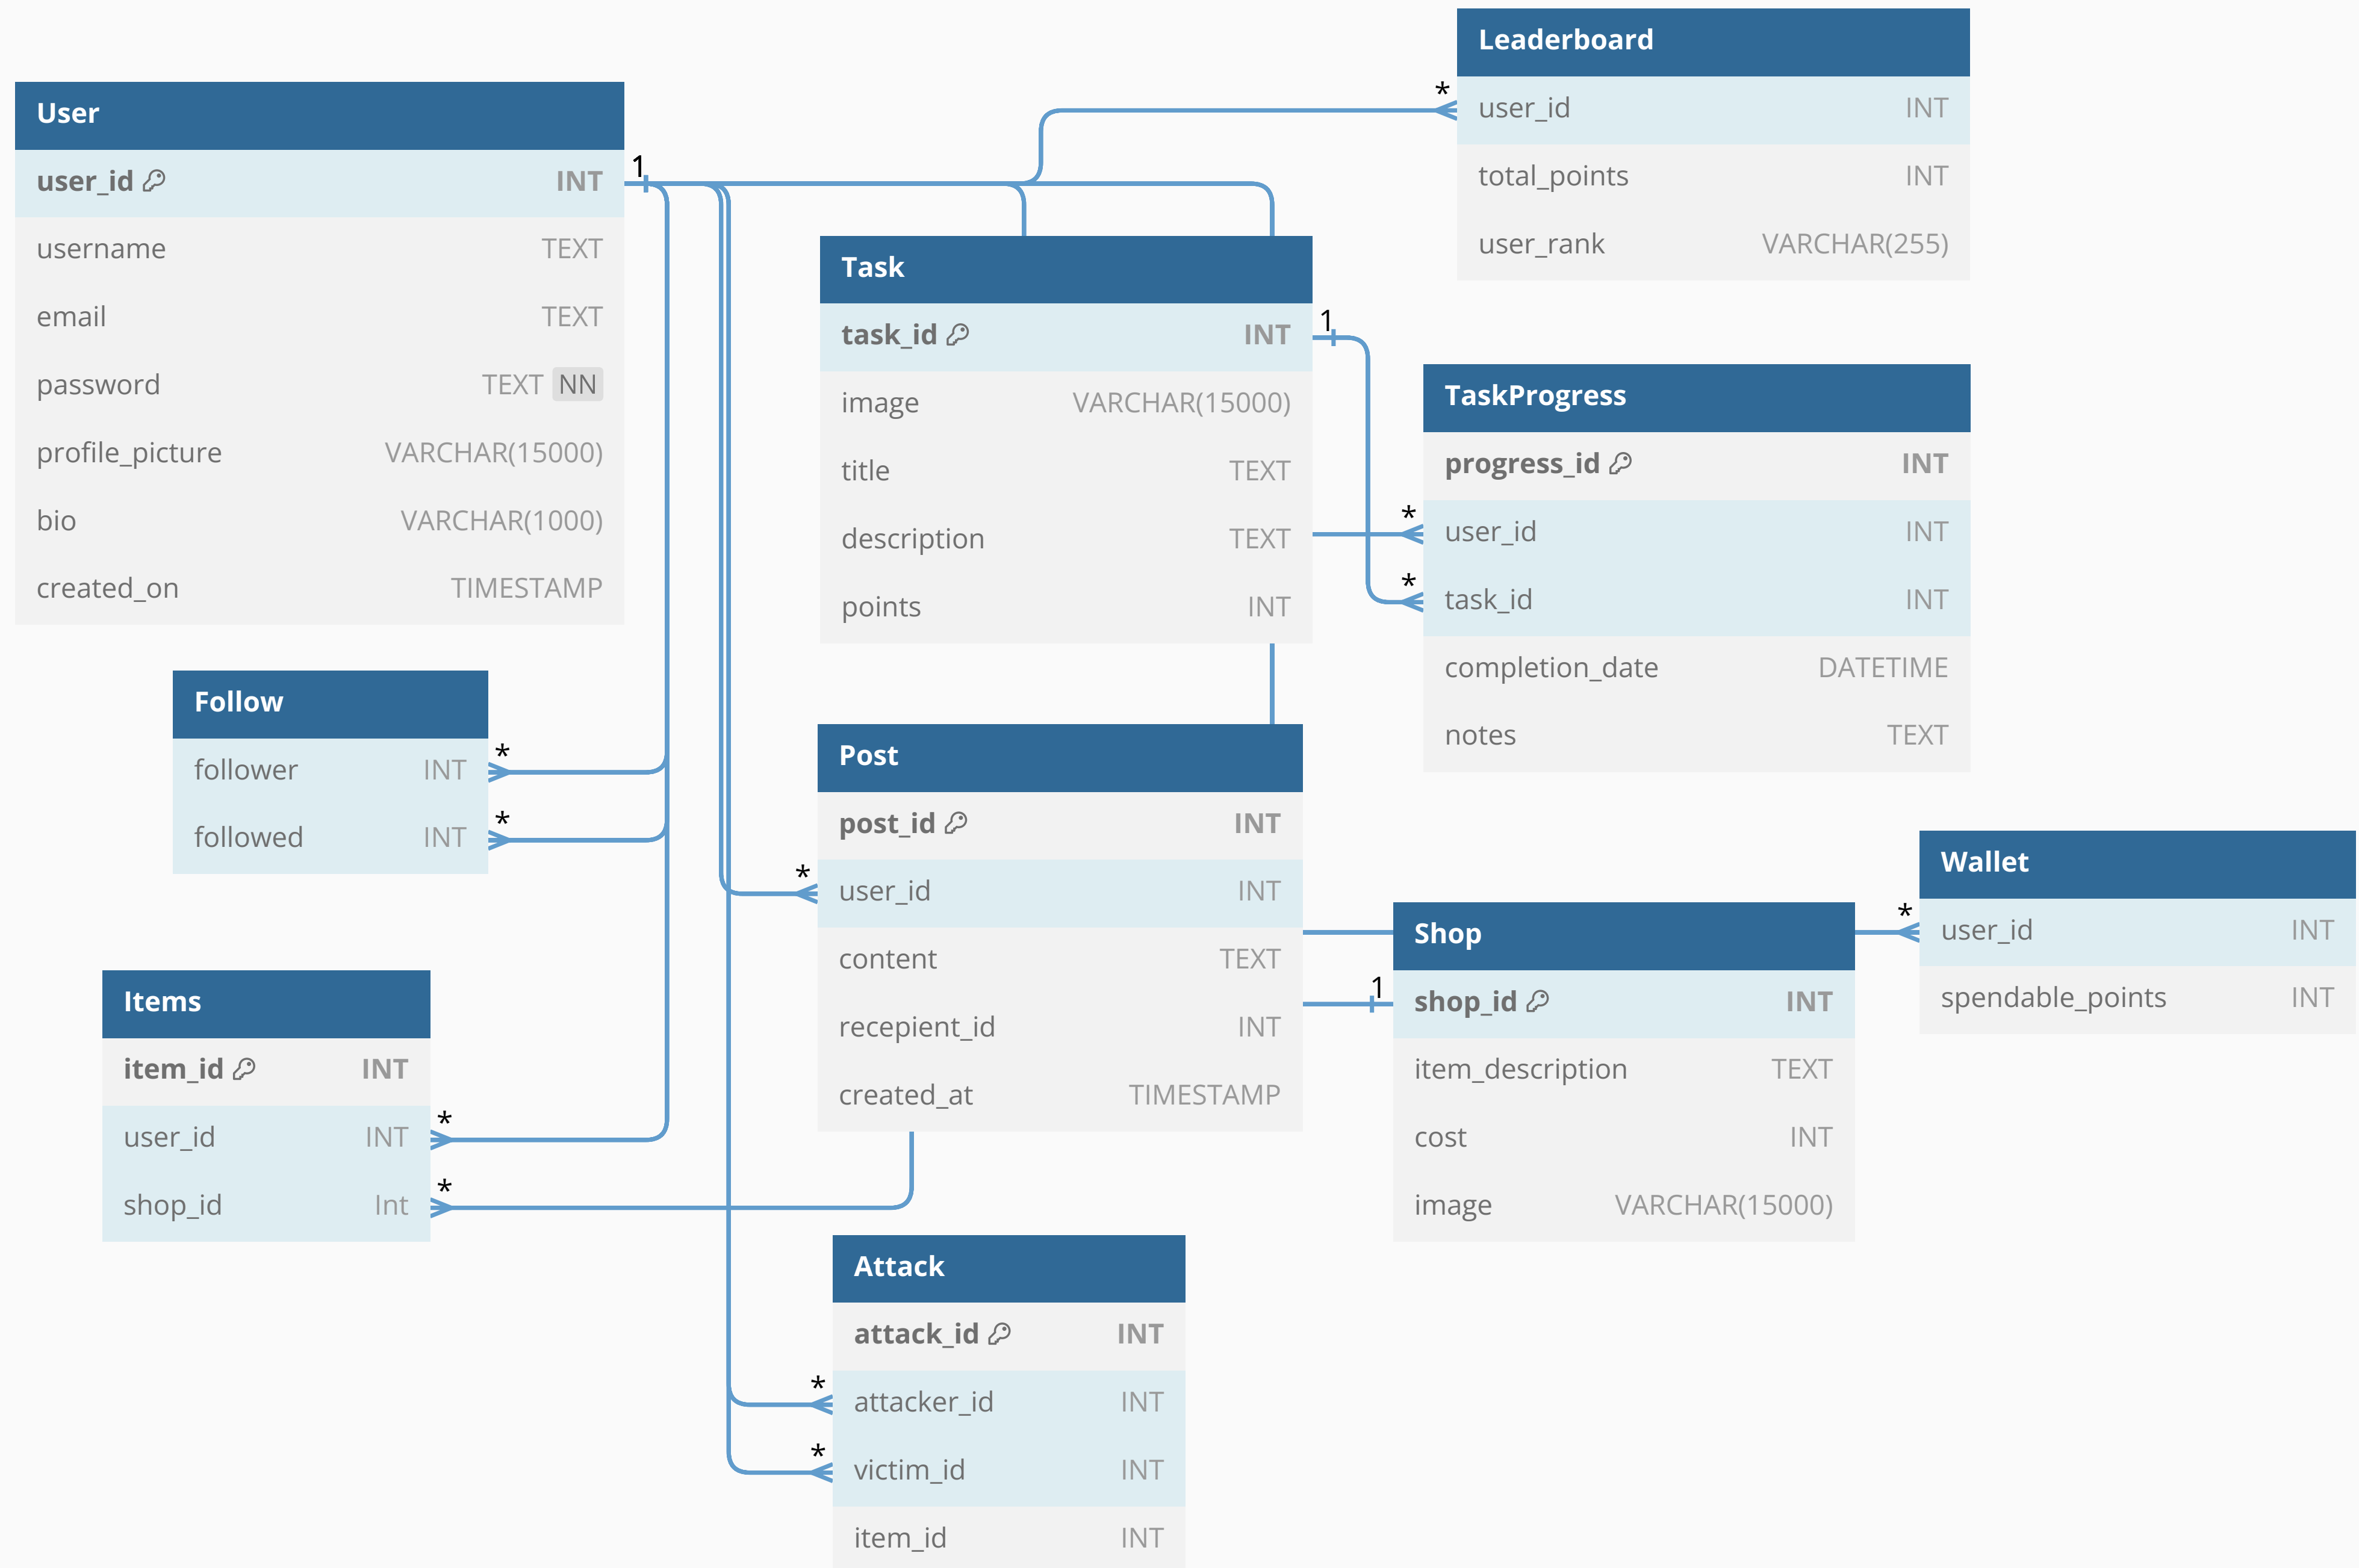 Leaderboard
user_id INT
total_points INT
user_rank VARCHAR(255)
User
user_id INT
username TEXT
email TEXT
password TEXT NN
profile_picture VARCHAR(15000)
bio VARCHAR(1000)
created_on TIMESTAMP
1
*
Task
task_id INT
image VARCHAR(15000)
title TEXT
description TEXT
points INT
1
TaskProgress
progress_id INT
* user_id INT
* task_id INT
completion_date DATETIME
notes TEXT
Follow
follower INT *
followed INT *
Post
post_id INT
* user_id INT
content TEXT
recepient_id INT
created_at TIMESTAMP
Wallet
* user_id INT
spendable_points INT
Shop
1 shop_id INT
item_description TEXT
cost INT
image VARCHAR(15000)
Items
item_id INT
user_id INT *
shop_id Int *
Attack
attack_id INT
* attacker_id INT
* victim_id INT
item_id INT